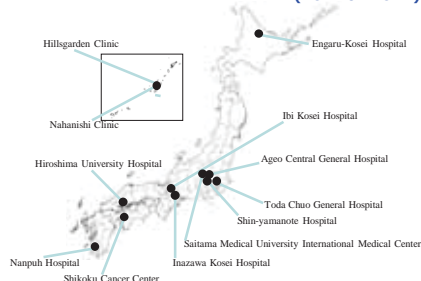 Hillsgarden Clinic
Engaru-Kosei Hospital
Nahanishi Clinic
Ibi Kosei Hospital
Hiroshima University Hospital
Ageo Central General Hospital
Toda Chuo General Hospital
Shin-yamanote Hospital
Saitama Medical University International Medical Center
Nanpuh Hospital
Inazawa Kosei Hospital
Shikoku Cancer Center